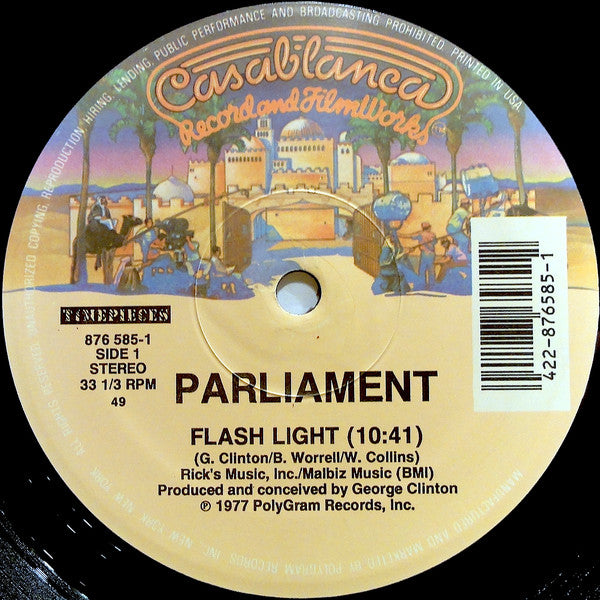 UNAUTHORIZED COPYING, REPRODUCTION, HIRING, LENDING, PUBLIC PERFORMANCE AND BROADCASTING PROHIBITED. PRINTED IN USA.
Casablanca
Record and FilmWorks
TM
TIMEPIECES
876 585-1
SIDE 1
STEREO
33 1/3 RPM
49
422-876585-1
PARLIAMENT
FLASH LIGHT (10:41)
(G. Clinton/B. Worrell/W. Collins)
Rick's Music, Inc./Malbiz Music (BMI)
Produced and conceived by George Clinton
℗ 1977 PolyGram Records, Inc.
MANUFACTURED AND MARKETED BY POLYGRAM RECORDS INC. NEW YORK, NEW YORK. ALL RIGHTS RESERVED.